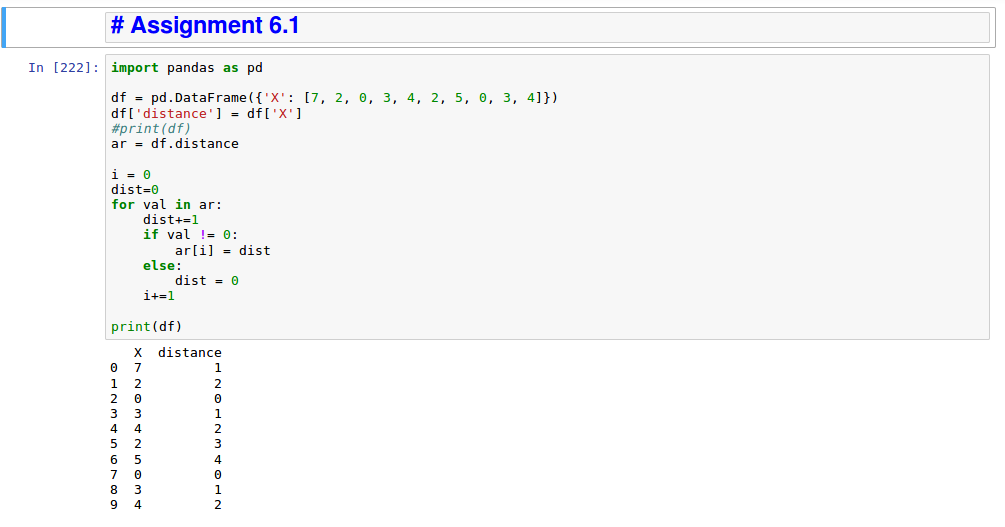 # Assignment 6.1
In [222]: import pandas as pd

df = pd.DataFrame({'X': [7, 2, 0, 3, 4, 2, 5, 0, 3, 4]})
df['distance'] = df['X']
#print(df)
ar = df.distance

i = 0
dist=0
for val in ar:
    dist+=1
    if val != 0:
        ar[i] = dist
    else:
        dist = 0
    i+=1

print(df)
   X  distance
0  7         1
1  2         2
2  0         0
3  3         1
4  4         2
5  2         3
6  5         4
7  0         0
8  3         1
9  4         2